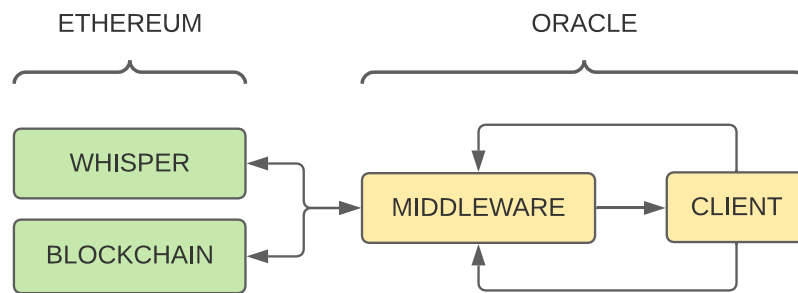 ETHEREUM
ORACLE
WHISPER
MIDDLEWARE
CLIENT
BLOCKCHAIN